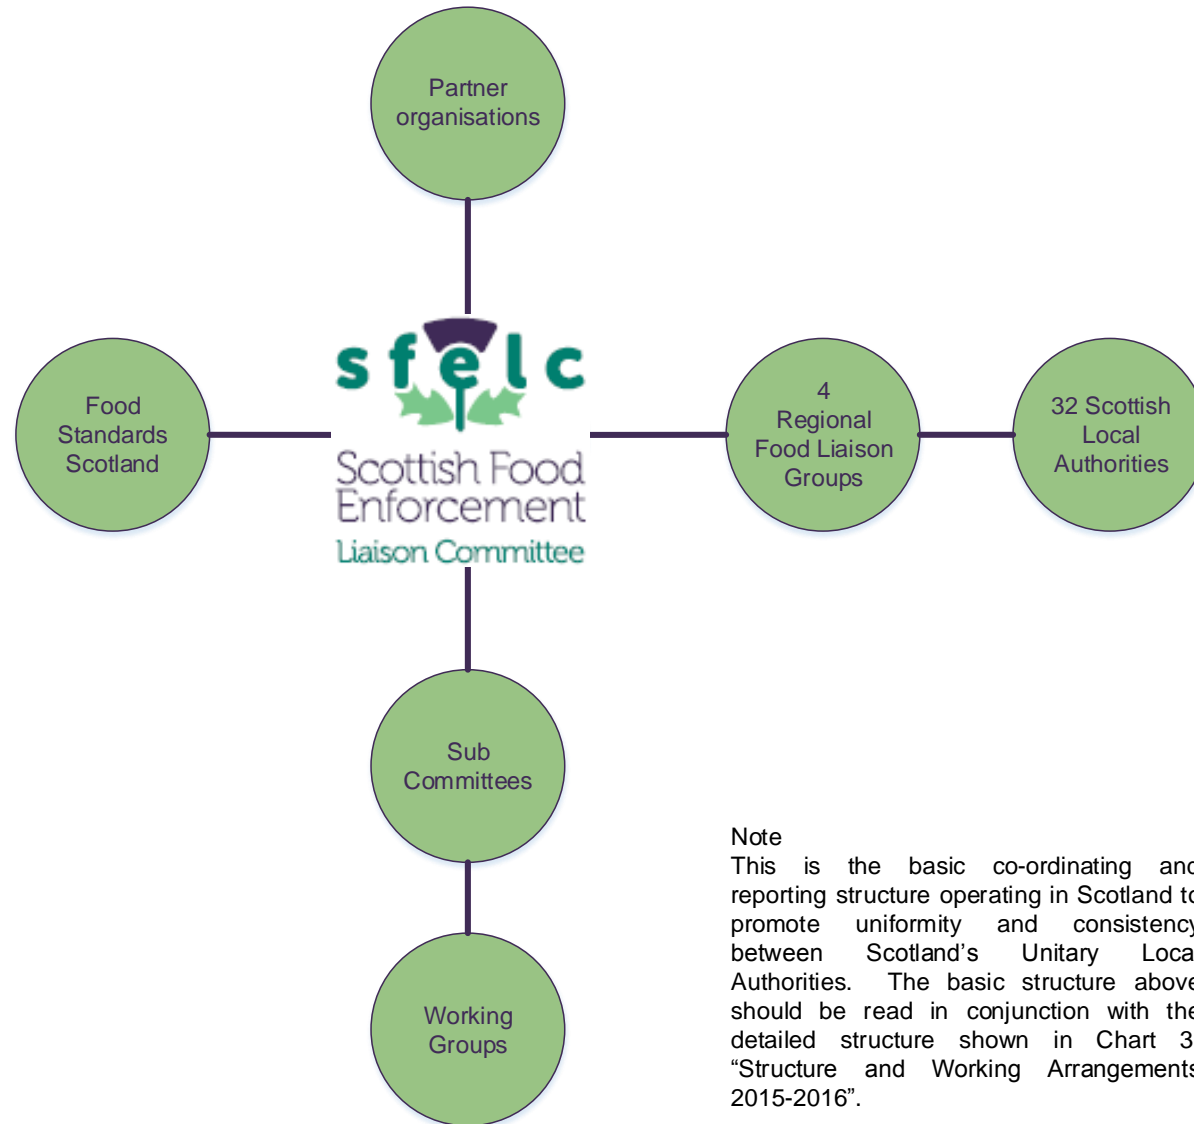 Partner
organisations
sfelc
Scottish Food
Enforcement
Liaison Committee
Food
Standards
Scotland
4
Regional
Food Liaison
Groups
32 Scottish
Local
Authorities
Sub
Committees
Working
Groups
Note
This is the basic co-ordinating and
reporting structure operating in Scotland to
promote uniformity and consistency
between Scotland's Unitary Local
Authorities. The basic structure above
should be read in conjunction with the
detailed structure shown in Chart 3,
“Structure and Working Arrangements
2015-2016”.